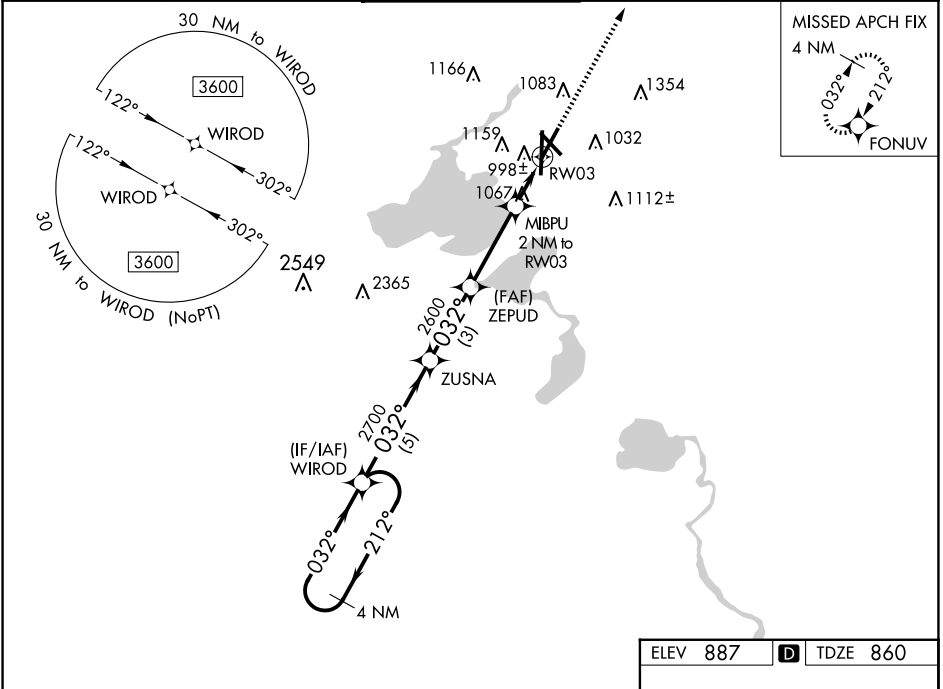 30 NM to WIROD
3600
122°
WIROD
302°
122°
WIROD
302°
3600
30 NM to WIROD (NoPT)
MISSED APCH FIX
4 NM
032°
212°
FONUV
1166
1083
1354
1159
1032
998±
RW03
1067
1112±
MIBPU
2 NM to
RW03
2549
2365
(FAF)
ZEPUD
2600
032°
(3)
ZUSNA
2700
032°
(5)
(IF/IAF)
WIROD
032°
212°
4 NM
ELEV 887 D TDZE 860